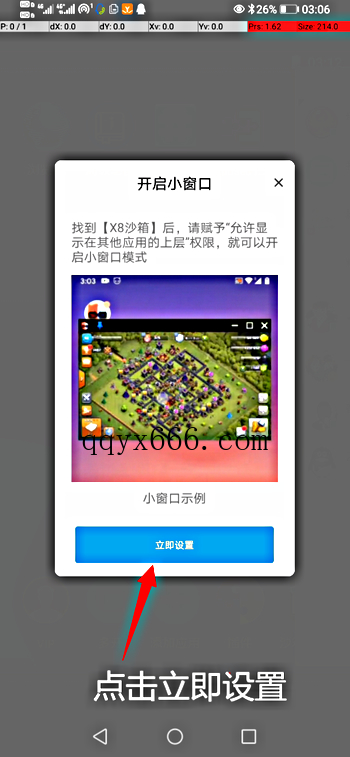 26% 03:06
P: 0 / 1 dX: 0.0 dY: 0.0 Xv: 0.0 Yv: 0.0 Prs: 1.62 Size: 214.0
开启小窗口
找到【X8沙箱】后，请赋予“允许显
示在其他应用的上层”权限，就可以开
启小窗口模式
3:03
qqyx666.com
小窗口示例
立即设置
点击立即设置